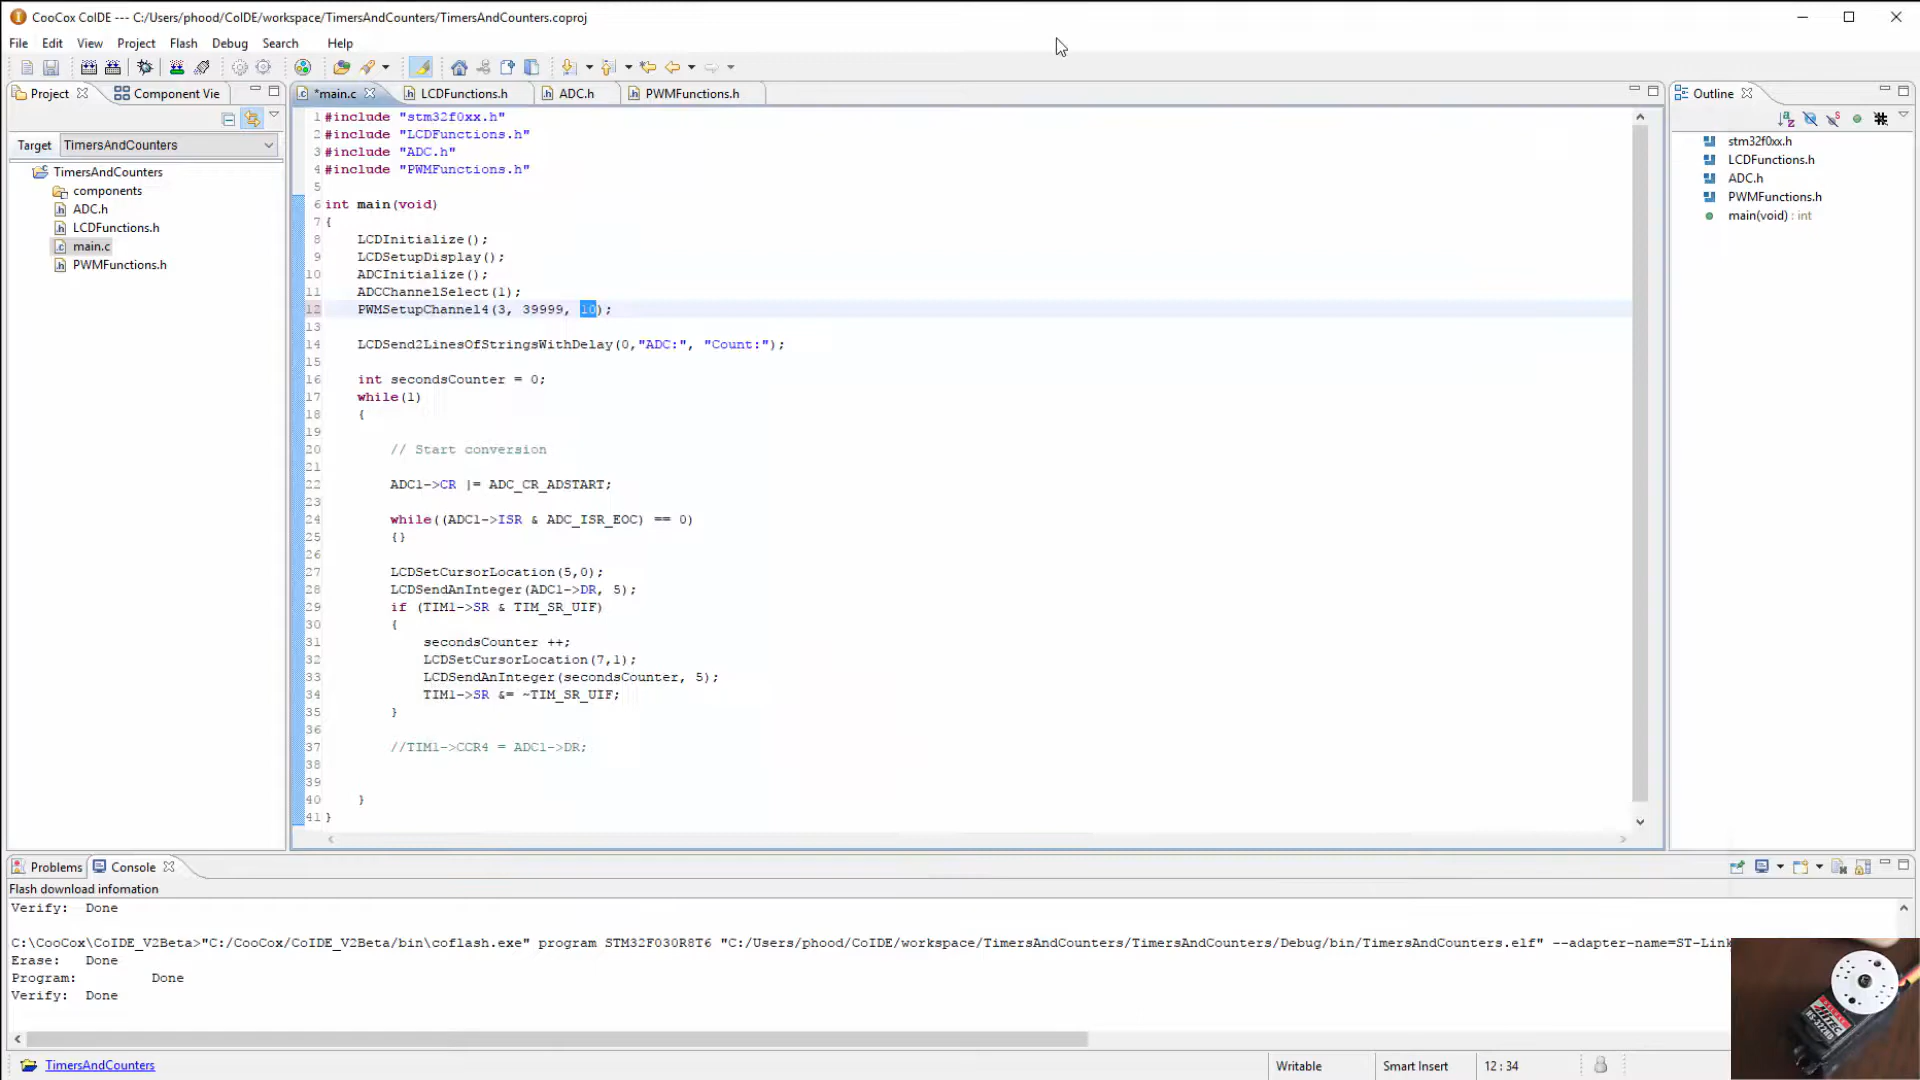 CooCox CoIDE --- C:/Users/phood/CoIDE/workspace/TimersAndCounters/TimersAndCounters.coproj
File Edit View Project Flash Debug Search Help
Project Component Vie
*main.c LCDFunctions.h ADC.h PWMFunctions.h
Outline
Target TimersAndCounters
TimersAndCounters
components
ADC.h
LCDFunctions.h
main.c
PWMFunctions.h
1 #include "stm32f0xx.h"
2 #include "LCDFunctions.h"
3 #include "ADC.h"
4 #include "PWMFunctions.h"
5
6 int main(void)
7 {
8 LCDInitialize();
9 LCDSetupDisplay();
10 ADCInitialize();
11 ADCChannelSelect(1);
12 PWMSetupChannel4(3, 39999, 10);
13
14 LCDSend2LinesOfStringsWithDelay(0,"ADC:", "Count:");
15
16 int secondsCounter = 0;
17 while(1)
18 {
19
20 // Start conversion
21
22 ADC1->CR |= ADC_CR_ADSTART;
23
24 while((ADC1->ISR & ADC_ISR_EOC) == 0)
25 {}
26
27 LCDSetCursorLocation(5,0);
28 LCDSendAnInteger(ADC1->DR, 5);
29 if (TIM1->SR & TIM_SR_UIF)
30 {
31 secondsCounter ++;
32 LCDSetCursorLocation(7,1);
33 LCDSendAnInteger(secondsCounter, 5);
34 TIM1->SR &= ~TIM_SR_UIF;
35 }
36
37 //TIM1->CCR4 = ADC1->DR;
38
39
40 }
41 }
stm32f0xx.h
LCDFunctions.h
ADC.h
PWMFunctions.h
main(void) : int
Problems Console
Flash download infomation
Verify: Done
C:\CooCox\CoIDE_V2Beta>"C:/CooCox/CoIDE_V2Beta/bin\coflash.exe" program STM32F030R8T6 "C:/Users/phood/CoIDE/workspace/TimersAndCounters/TimersAndCounters/Debug/bin/TimersAndCounters.elf" --adapter-name=ST-Link
Erase: Done
Program: Done
Verify: Done
TimersAndCounters
Writable Smart Insert 12 : 34